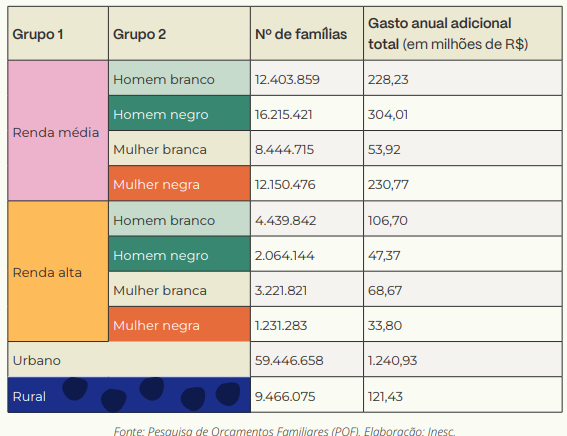 Grupo 1 Grupo 2 Nº de famílias Gasto anual adicional
total (em milhões de R$)
Renda média
Homem branco 12.403.859 228,23
Homem negro 16.215.421 304,01
Mulher branca 8.444.715 53,92
Mulher negra 12.150.476 230,77
Renda alta
Homem branco 4.439.842 106,70
Homem negro 2.064.144 47,37
Mulher branca 3.221.821 68,67
Mulher negra 1.231.283 33,80
Urbano 59.446.658 1.240,93
Rural 9.466.075 121,43
Fonte: Pesquisa de Orçamentos Familiares (POF). Elaboração: Inesc.